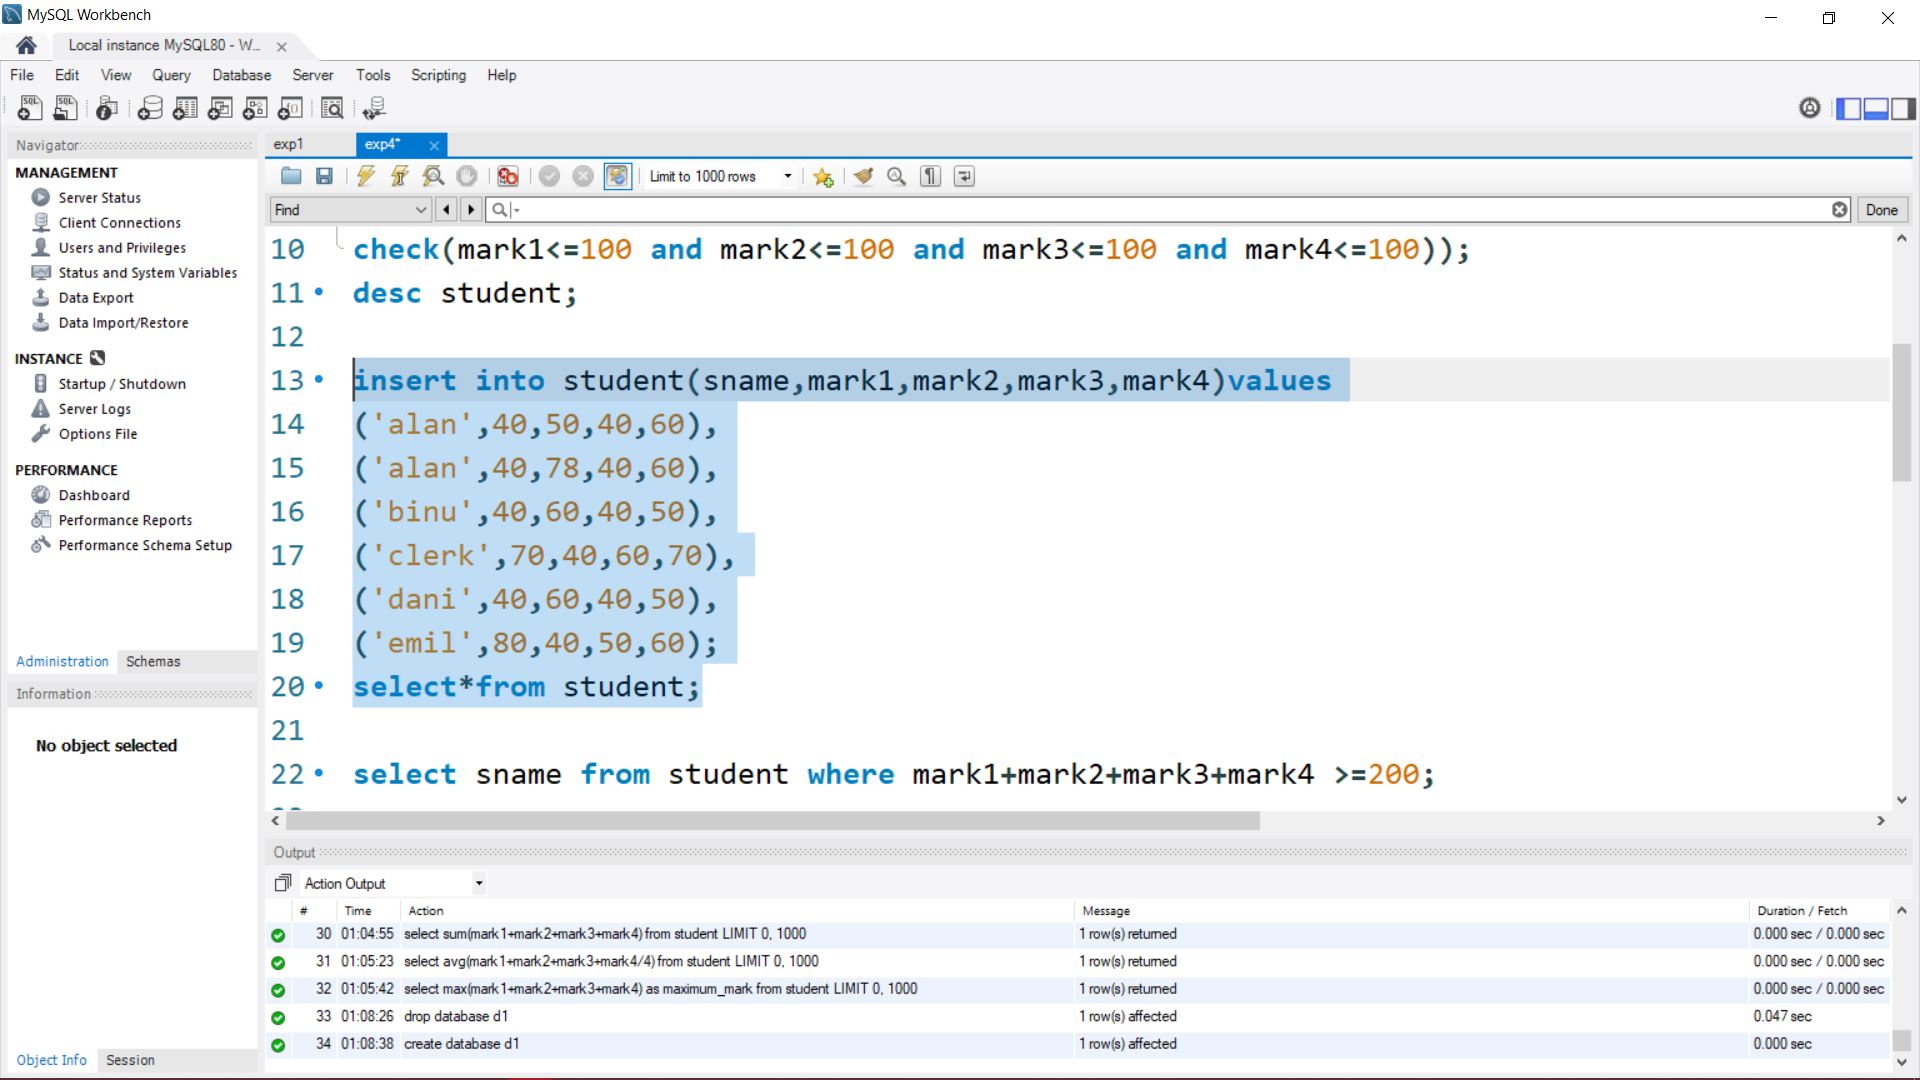 MySQL Workbench
Local instance MySQL80 - W...
File Edit View Query Database Server Tools Scripting Help
Navigator
MANAGEMENT
Server Status
Client Connections
Users and Privileges
Status and System Variables
Data Export
Data Import/Restore
INSTANCE
Startup / Shutdown
Server Logs
Options File
PERFORMANCE
Dashboard
Performance Reports
Performance Schema Setup
Administration Schemas
Information
No object selected
Object Info Session
exp1 exp4*
Limit to 1000 rows
Find Done
10 check(mark1<=100 and mark2<=100 and mark3<=100 and mark4<=100));
11 desc student;
12
13 insert into student(sname,mark1,mark2,mark3,mark4)values
14 ('alan',40,50,40,60),
15 ('alan',40,78,40,60),
16 ('binu',40,60,40,50),
17 ('clerk',70,40,60,70),
18 ('dani',40,60,40,50),
19 ('emil',80,40,50,60);
20 select*from student;
21
22 select sname from student where mark1+mark2+mark3+mark4 >=200;
Output
Action Output
# Time Action Message Duration / Fetch
30 01:04:55 select sum(mark1+mark2+mark3+mark4) from student LIMIT 0, 1000 1 row(s) returned 0.000 sec / 0.000 sec
31 01:05:23 select avg(mark1+mark2+mark3+mark4/4) from student LIMIT 0, 1000 1 row(s) returned 0.000 sec / 0.000 sec
32 01:05:42 select max(mark1+mark2+mark3+mark4) as maximum_mark from student LIMIT 0, 1000 1 row(s) returned 0.000 sec / 0.000 sec
33 01:08:26 drop database d1 1 row(s) affected 0.047 sec
34 01:08:38 create database d1 1 row(s) affected 0.000 sec